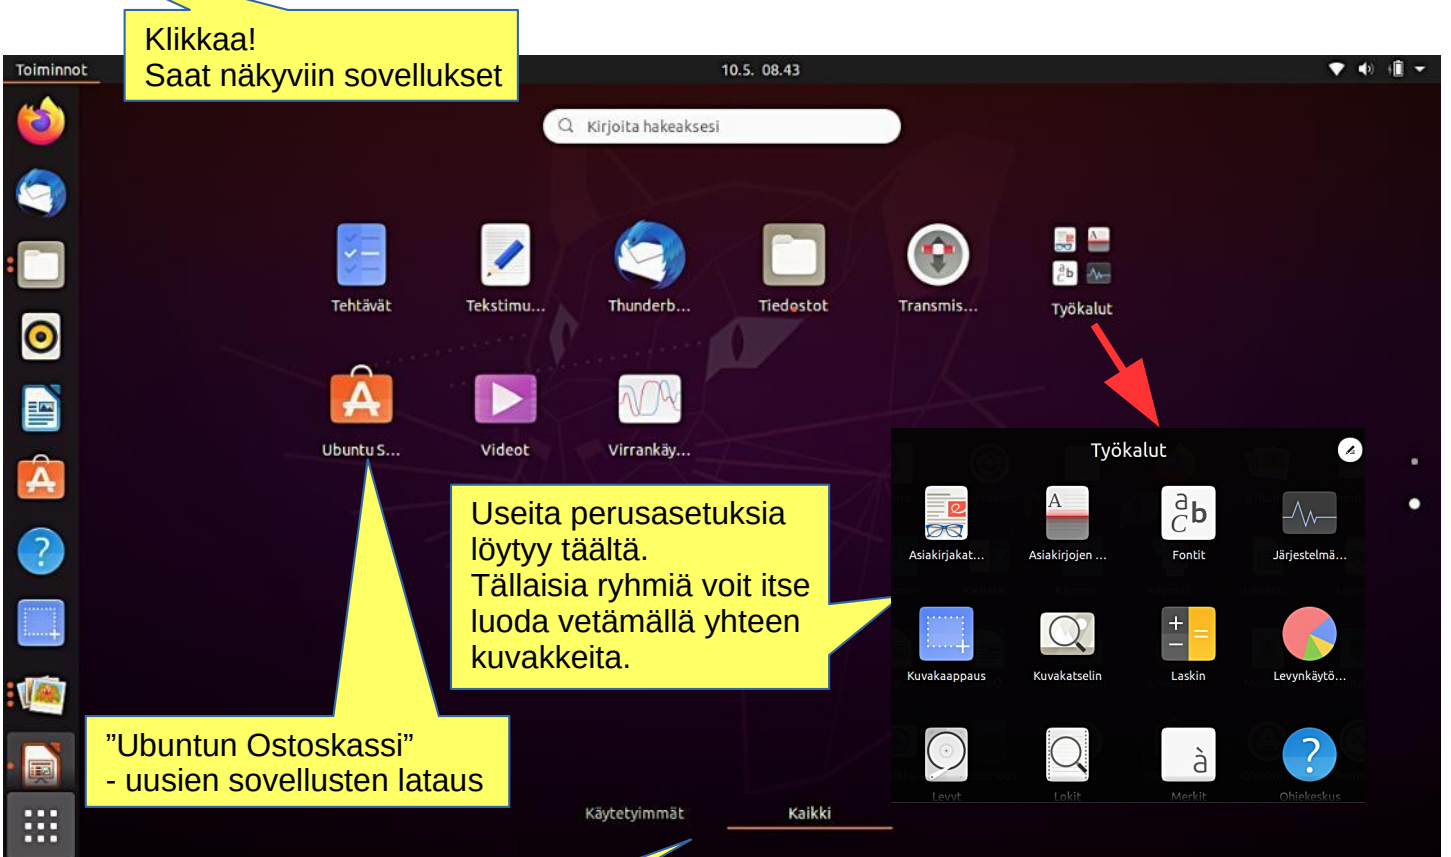 Klikkaa!
Saat näkyviin sovellukset
Toiminnot
10.5. 08.43
Kirjoita hakeaksesi
Tehtävät
Tekstimu...
Thunderb...
Tiedostot
Transmis...
Työkalut
Ubuntu S...
Videot
Virrankäy...
Työkalut
Useita perusasetuksia
löytyy täältä.
Tällaisia ryhmiä voit itse
luoda vetämällä yhteen
kuvakkeita.
Asiakirjakat...
Asiakirjojen ...
Fontit
Järjestelmä...
Kuvakaappaus
Kuvakatselin
Laskin
Levynkäytö...
Levyt
Lokit
Merkit
Ohjekeskus
”Ubuntun Ostoskassi”
- uusien sovellusten lataus
Käytetyimmät
Kaikki